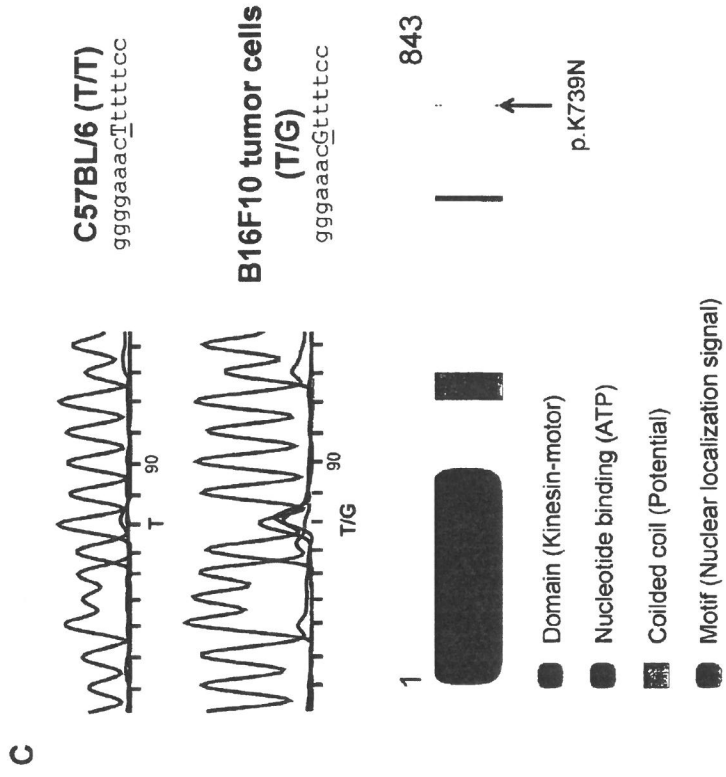 C
C57BL/6 (T/T)
ggggaaacTtttttcc
T
90
B16F10 tumor cells
(T/G)
gggaaacGttttcc
T/G
90
1
843
p.K739N
Domain (Kinesin-motor)
Nucleotide binding (ATP)
Coilded coil (Potential)
Motif (Nuclear localization signal)